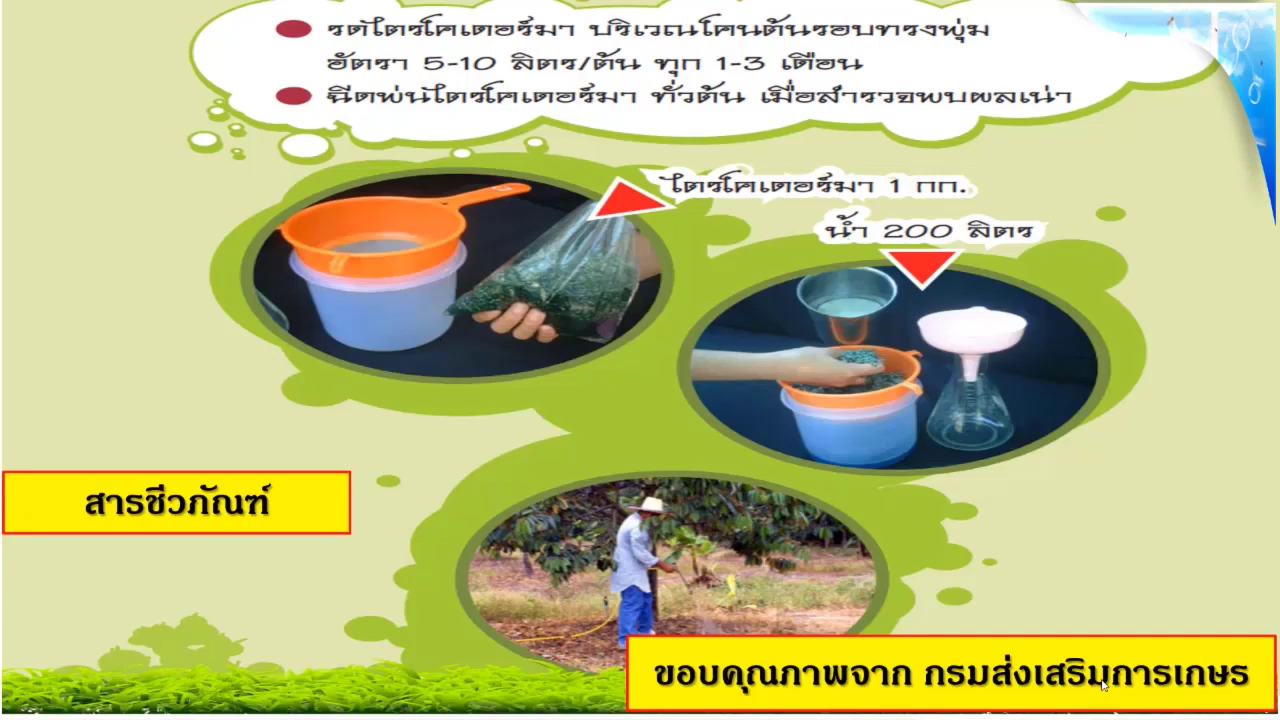 รดไตรโคเดอร์มา บริเวณโคนต้นรอบทรงพุ่ม
อัตรา 5-10 ลิตร/ต้น ทุก 1-3 เดือน
ฉีดพ่นไตรโคเดอร์มา ทั่วต้น เมื่อสำรวจพบผลเน่า
ไตรโคเดอร์มา 1 กก.
น้ำ 200 ลิตร
สารชีวภัณฑ์
ขอบคุณภาพจาก กรมส่งเสริมการเกษร